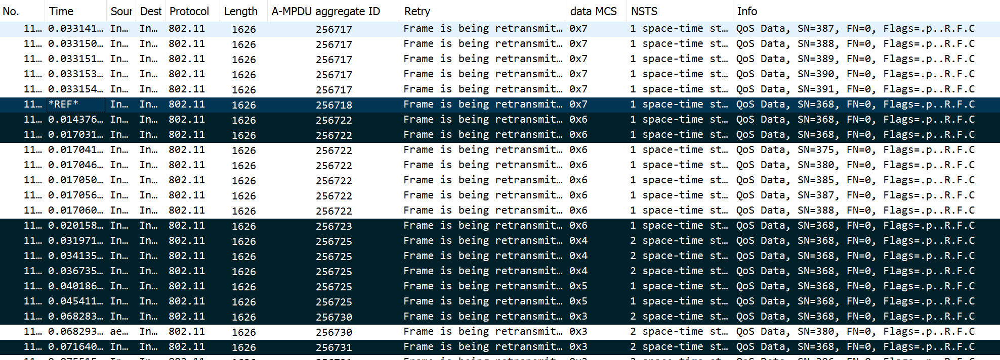 No. Time Sour Dest Protocol Length A-MPDU aggregate ID Retry data MCS NSTS Info
11… 0.033141… In… In… 802.11 1626 256717 Frame is being retransmit… 0x7 1 space-time st… QoS Data, SN=387, FN=0, Flags=.p..R.F.C
11… 0.033150… In… In… 802.11 1626 256717 Frame is being retransmit… 0x7 1 space-time st… QoS Data, SN=388, FN=0, Flags=.p..R.F.C
11… 0.033151… In… In… 802.11 1626 256717 Frame is being retransmit… 0x7 1 space-time st… QoS Data, SN=389, FN=0, Flags=.p..R.F.C
11… 0.033153… In… In… 802.11 1626 256717 Frame is being retransmit… 0x7 1 space-time st… QoS Data, SN=390, FN=0, Flags=.p..R.F.C
11… 0.033154… In… In… 802.11 1626 256717 Frame is being retransmit… 0x7 1 space-time st… QoS Data, SN=391, FN=0, Flags=.p..R.F.C
11… *REF* In… In… 802.11 1626 256718 Frame is being retransmit… 0x7 1 space-time st… QoS Data, SN=368, FN=0, Flags=.p..R.F.C
11… 0.014376… In… In… 802.11 1626 256722 Frame is being retransmit… 0x6 1 space-time st… QoS Data, SN=368, FN=0, Flags=.p..R.F.C
11… 0.017031… In… In… 802.11 1626 256722 Frame is being retransmit… 0x6 1 space-time st… QoS Data, SN=368, FN=0, Flags=.p..R.F.C
11… 0.017041… In… In… 802.11 1626 256722 Frame is being retransmit… 0x6 1 space-time st… QoS Data, SN=375, FN=0, Flags=.p..R.F.C
11… 0.017046… In… In… 802.11 1626 256722 Frame is being retransmit… 0x6 1 space-time st… QoS Data, SN=380, FN=0, Flags=.p..R.F.C
11… 0.017050… In… In… 802.11 1626 256722 Frame is being retransmit… 0x6 1 space-time st… QoS Data, SN=385, FN=0, Flags=.p..R.F.C
11… 0.017056… In… In… 802.11 1626 256722 Frame is being retransmit… 0x6 1 space-time st… QoS Data, SN=387, FN=0, Flags=.p..R.F.C
11… 0.017060… In… In… 802.11 1626 256722 Frame is being retransmit… 0x6 1 space-time st… QoS Data, SN=388, FN=0, Flags=.p..R.F.C
11… 0.020158… In… In… 802.11 1626 256723 Frame is being retransmit… 0x6 1 space-time st… QoS Data, SN=368, FN=0, Flags=.p..R.F.C
11… 0.031971… In… In… 802.11 1626 256725 Frame is being retransmit… 0x4 2 space-time st… QoS Data, SN=368, FN=0, Flags=.p..R.F.C
11… 0.034135… In… In… 802.11 1626 256725 Frame is being retransmit… 0x4 2 space-time st… QoS Data, SN=368, FN=0, Flags=.p..R.F.C
11… 0.036735… In… In… 802.11 1626 256725 Frame is being retransmit… 0x4 2 space-time st… QoS Data, SN=368, FN=0, Flags=.p..R.F.C
11… 0.040186… In… In… 802.11 1626 256725 Frame is being retransmit… 0x5 1 space-time st… QoS Data, SN=368, FN=0, Flags=.p..R.F.C
11… 0.045411… In… In… 802.11 1626 256725 Frame is being retransmit… 0x5 1 space-time st… QoS Data, SN=368, FN=0, Flags=.p..R.F.C
11… 0.068283… In… In… 802.11 1626 256730 Frame is being retransmit… 0x3 2 space-time st… QoS Data, SN=368, FN=0, Flags=.p..R.F.C
11… 0.068293… ae… In… 802.11 1626 256730 Frame is being retransmit… 0x3 2 space-time st… QoS Data, SN=380, FN=0, Flags=.p..R.F.C
11… 0.071640… In… In… 802.11 1626 256731 Frame is being retransmit… 0x3 2 space-time st… QoS Data, SN=368, FN=0, Flags=.p..R.F.C